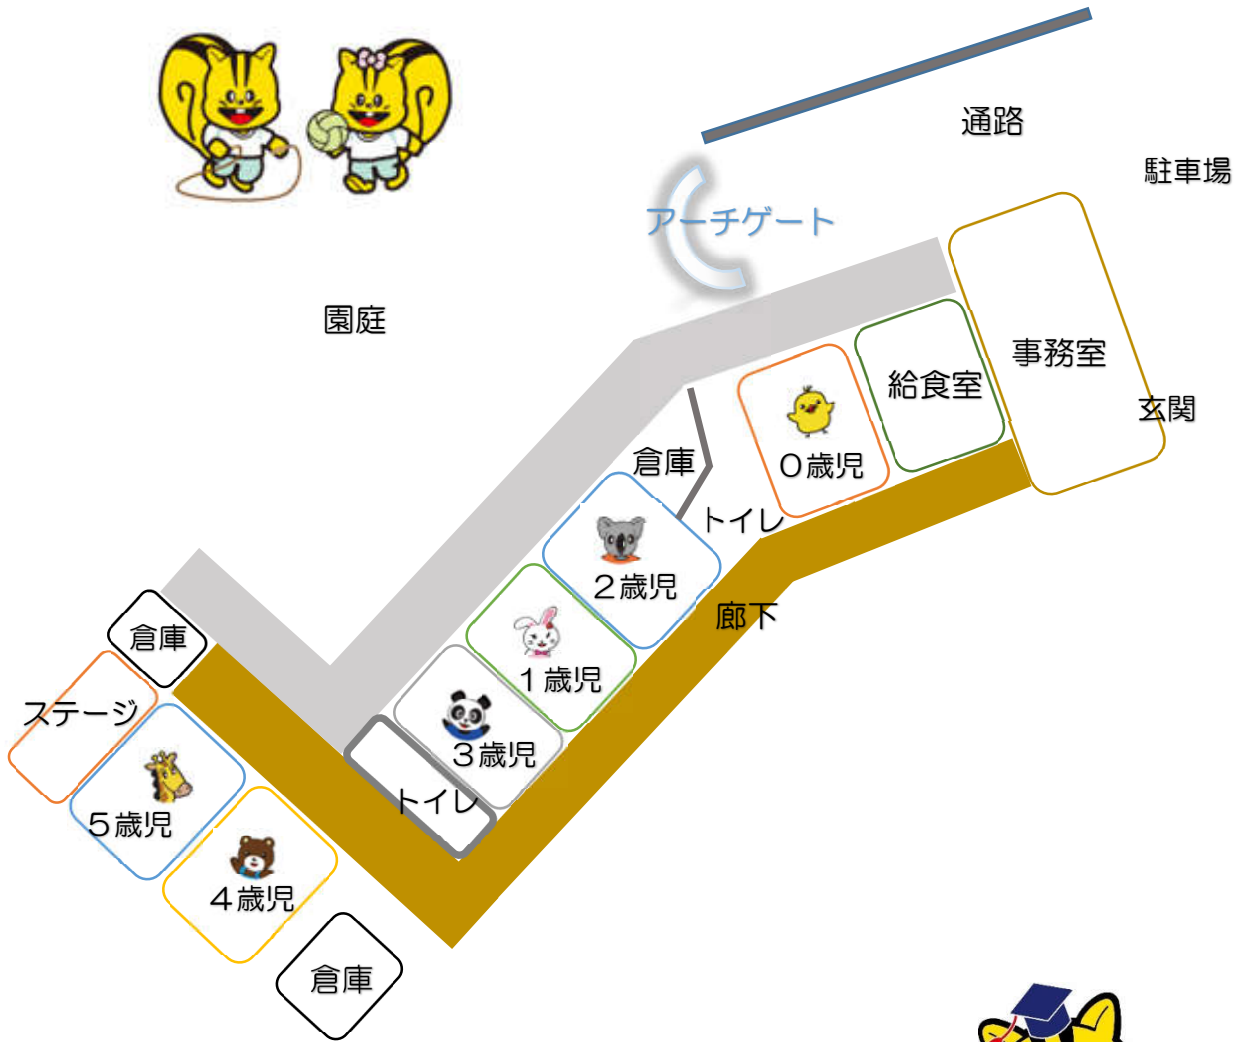 通路
駐車場
アーチゲート
園庭
事務室
給食室
玄関
倉庫
０歳児
トイレ
２歳児
廊下
倉庫
１歳児
ステージ
３歳児
トイレ
５歳児
４歳児
倉庫